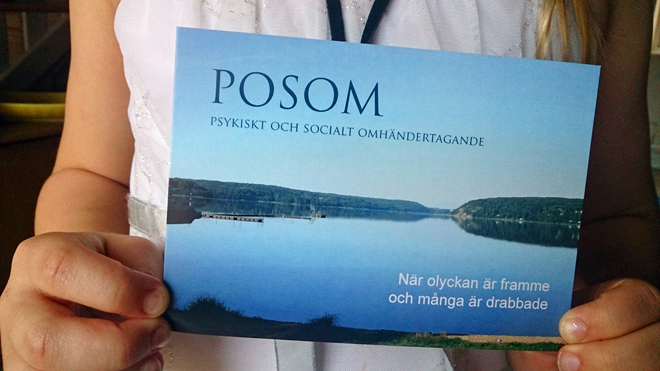 POSOM
PSYKISKT OCH SOCIALT OMHÄNDERTAGANDE
När olyckan är framme
och många är drabbade